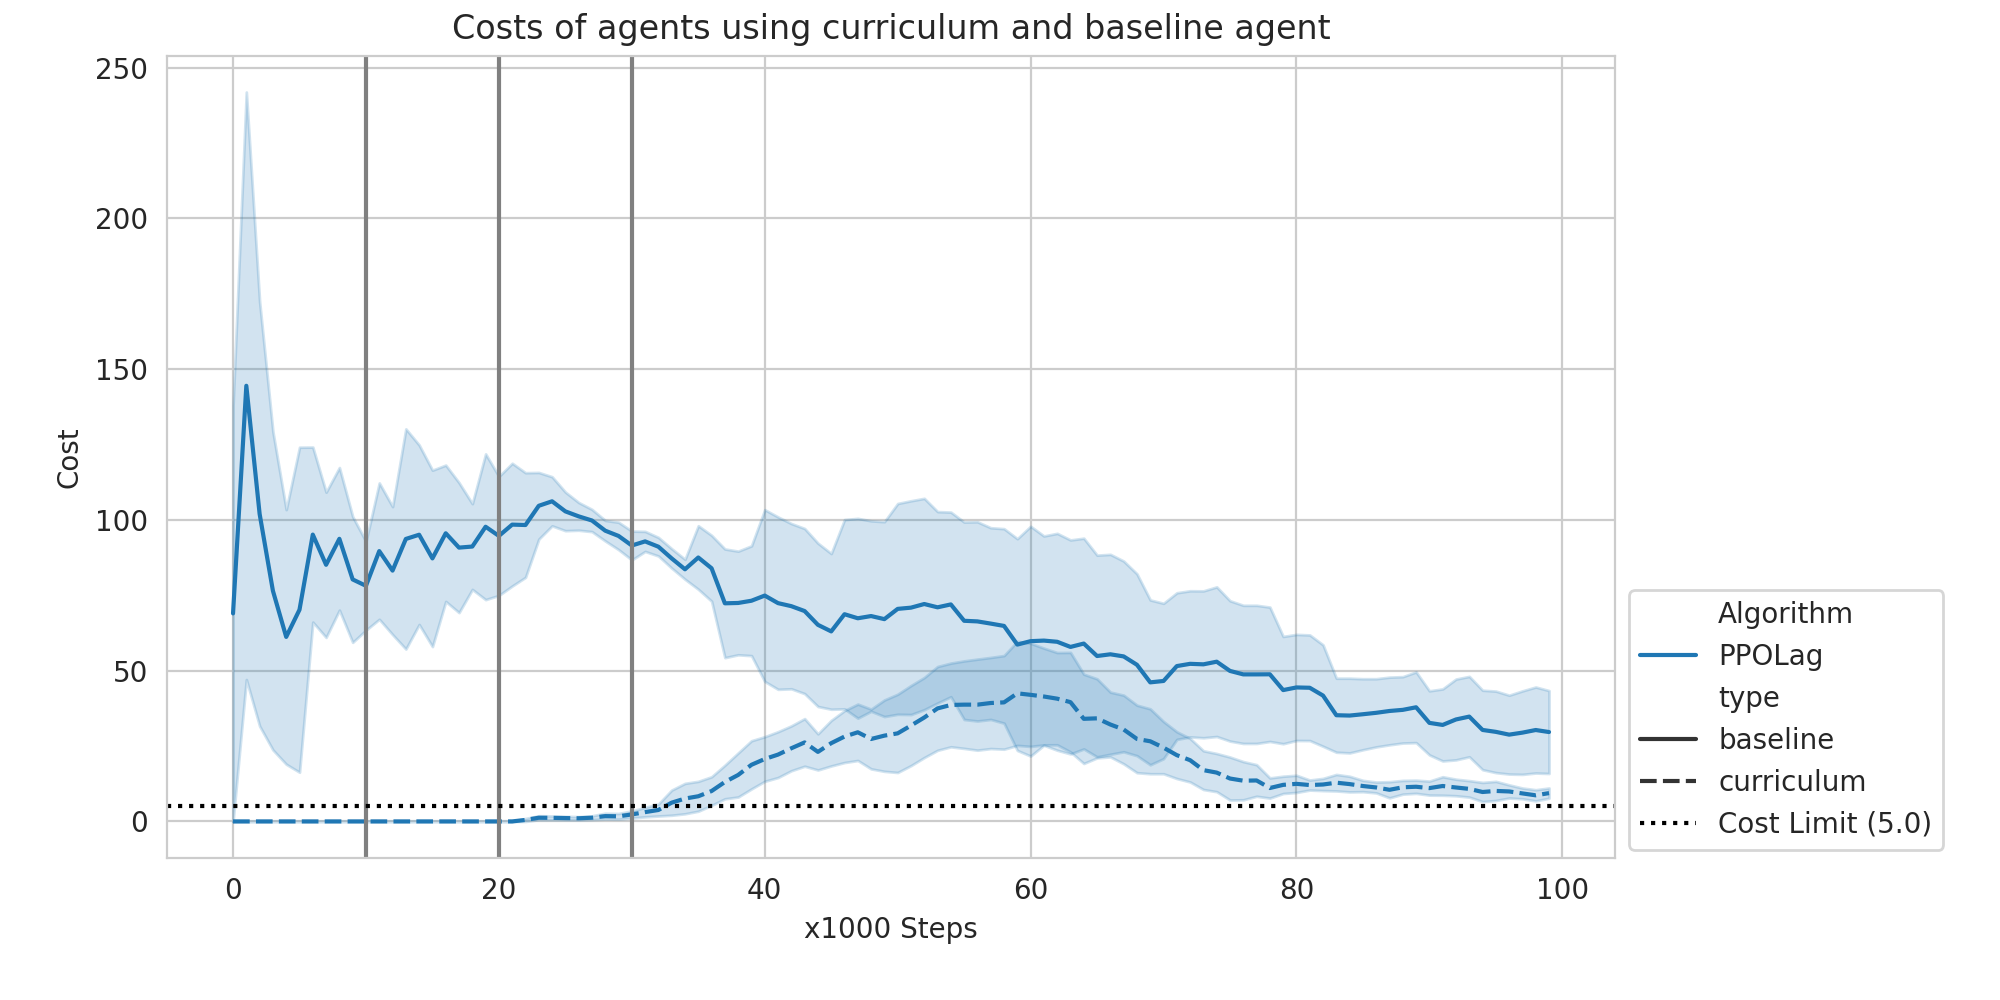 Costs of agents using curriculum and baseline agent
250
200
150
100
50
0
Cost
0 20 40 60 80 100
x1000 Steps
Algorithm
PPOLag
type
baseline
curriculum
Cost Limit (5.0)